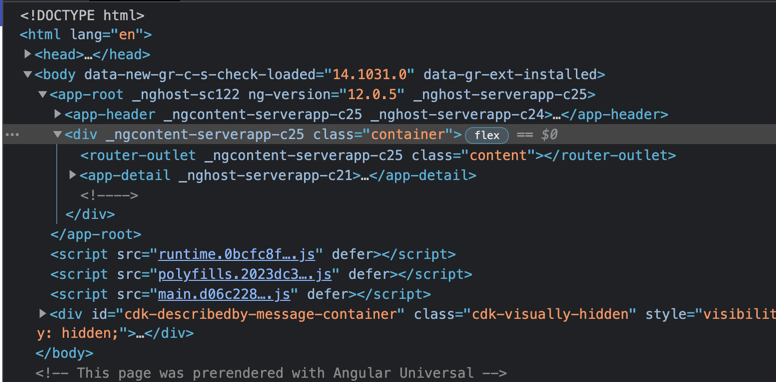 <!DOCTYPE html>
<html lang="en">
▶<head>…</head>
▼<body data-new-gr-c-s-check-loaded="14.1031.0" data-gr-ext-installed>
▼<app-root _nghost-sc122 ng-version="12.0.5" _nghost-serverapp-c25>
▶<app-header _ngcontent-serverapp-c25 _nghost-serverapp-c24>…</app-header>
… ▼<div _ngcontent-serverapp-c25 class="container"> flex == $0
<router-outlet _ngcontent-serverapp-c25 class="content"></router-outlet>
▶<app-detail _nghost-serverapp-c21>…</app-detail>
<!---->
</div>
</app-root>
<script src="runtime.0bcfc8f….js" defer></script>
<script src="polyfills.2023dc3….js" defer></script>
<script src="main.d06c228….js" defer></script>
▶<div id="cdk-describedby-message-container" class="cdk-visually-hidden" style="visibilit
y: hidden;">…</div>
</body>
<!-- This page was prerendered with Angular Universal -->